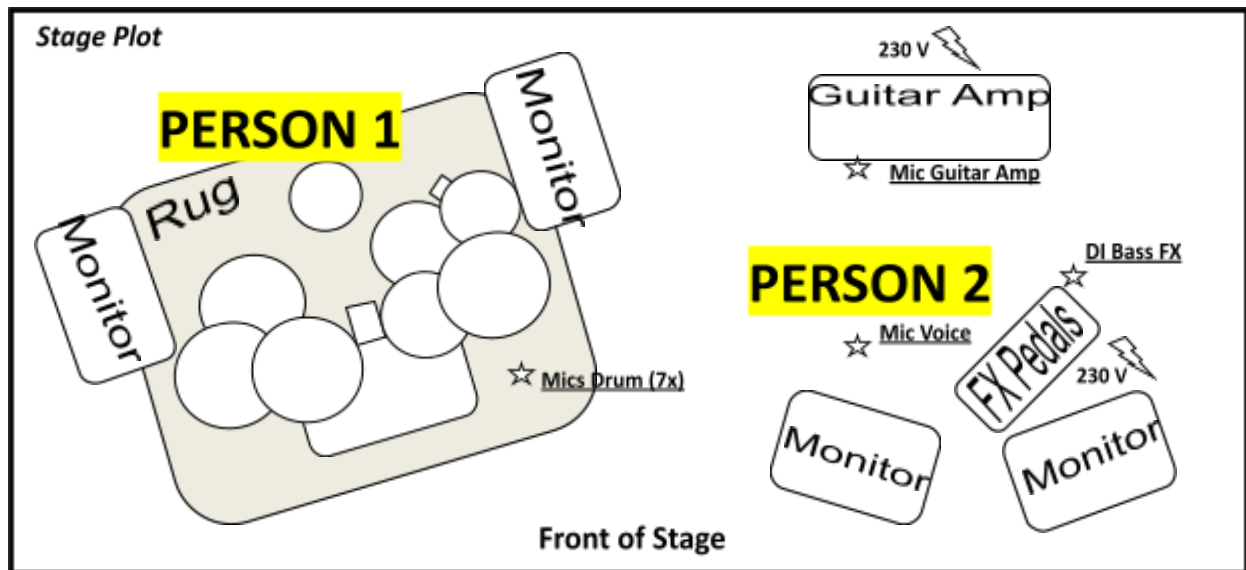 Stage Plot
230 V
Guitar Amp
Mic Guitar Amp
PERSON 1
Monitor
Rug
Monitor
Mics Drum (7x)
DI Bass FX
PERSON 2
Mic Voice
FX Pedals
230 V
Monitor
Monitor
Front of Stage